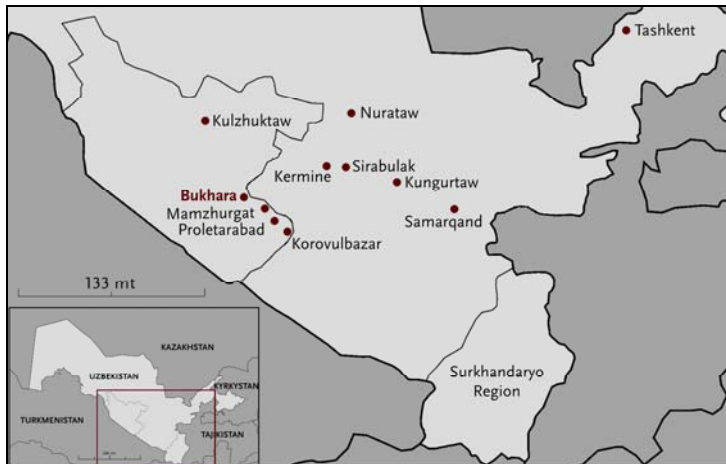 Tashkent
Kulzhuktaw
Nurataw
Kermine
Sirabulak
Kungurtaw
Bukhara
Mamzhurgat
Proletarabad
Samarqand
Korovulbazar
133 mt
Surkhandaryo
Region
KAZAKHSTAN
UZBEKISTAN
KYRKYSTAN
TURKMENISTAN
TAJIKISTAN